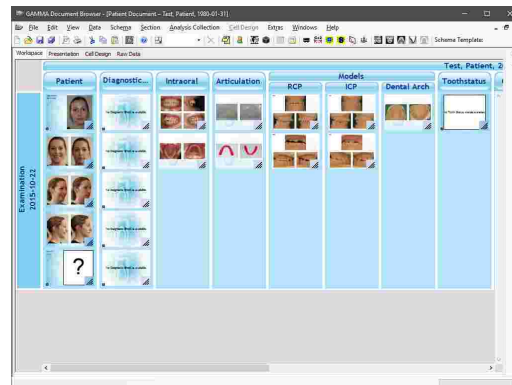 GAMMA Document Browser - [Patient Document – Test, Patient, 1980-01-31]
File Edit View Data Schema Section Analysis Collection Cell Design Extras Windows Help
Schema Template:
Workspace Presentation Cell Design Raw Data
Test, Patient,
Patient Diagnostic... Intraoral Articulation Models Toothstatus
RCP ICP Dental Arch
Examination
2015-10-22
?